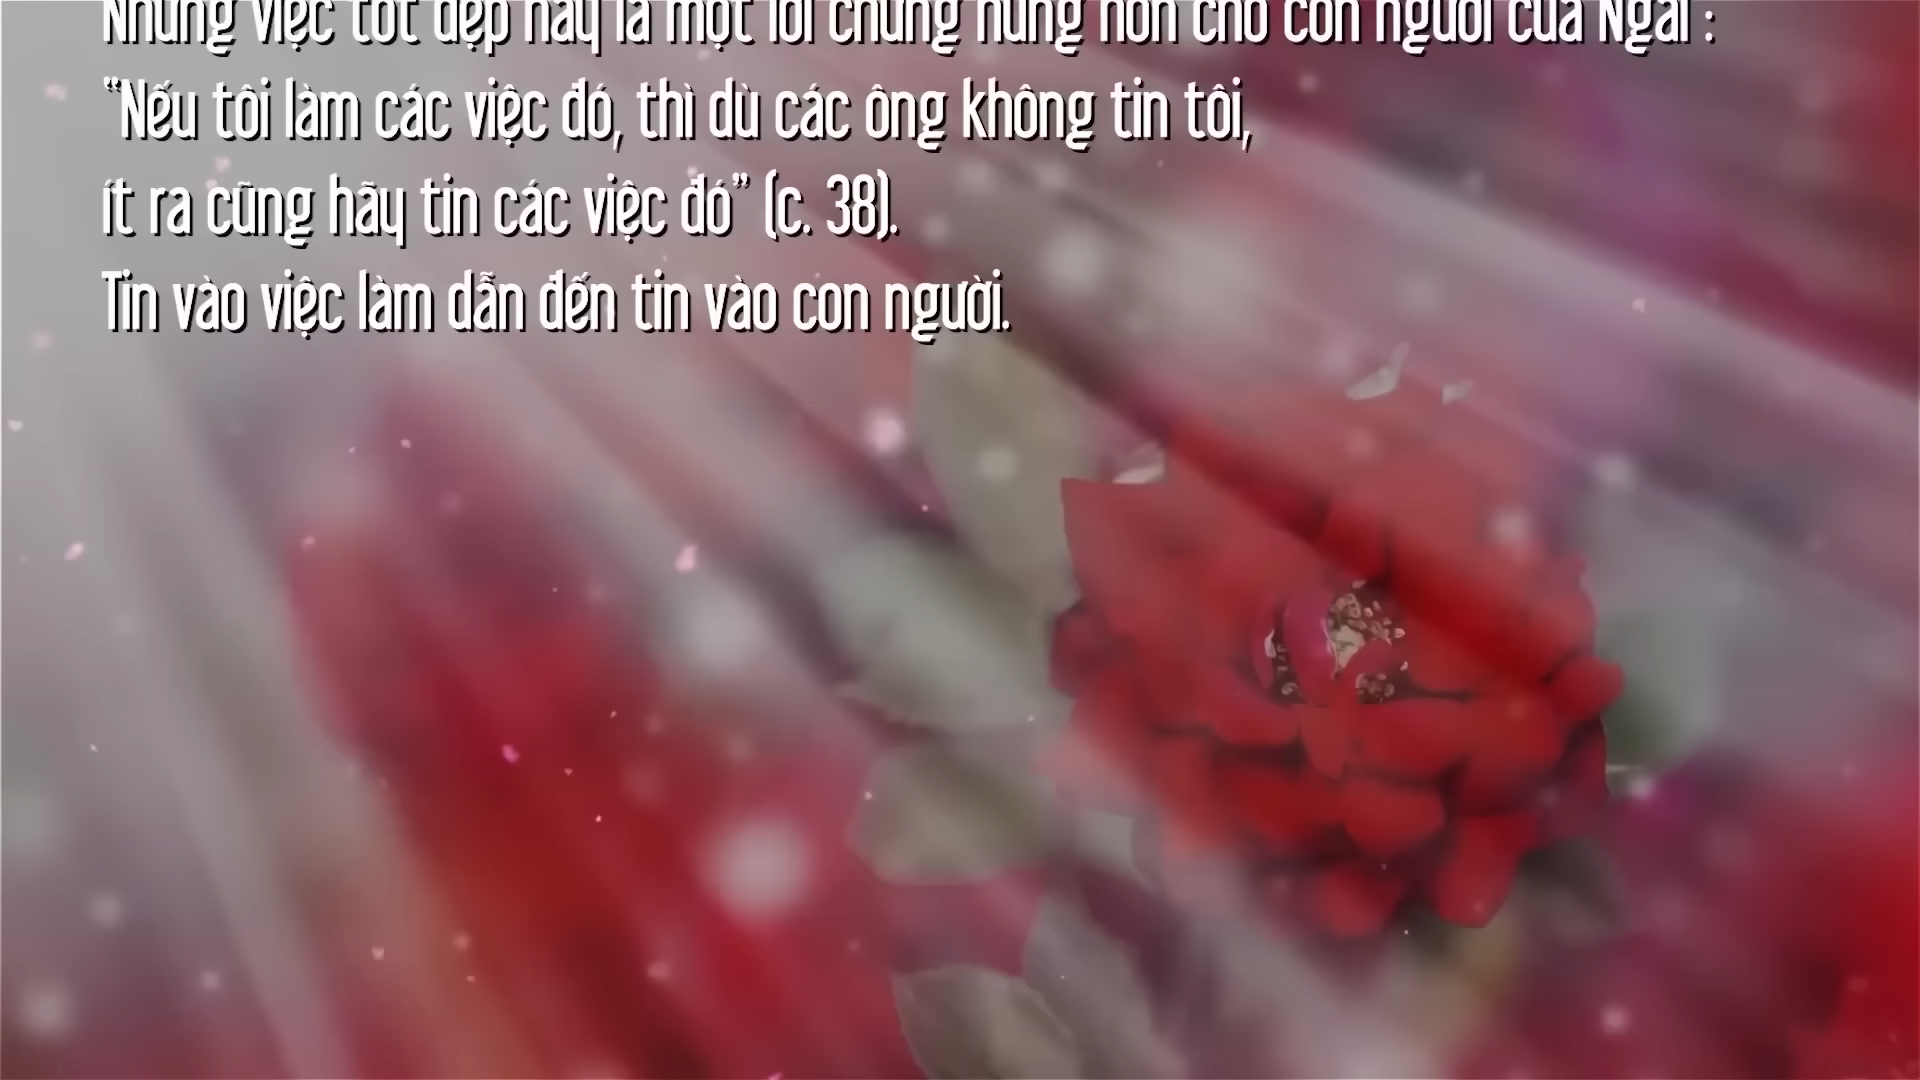 Những việc tốt đẹp này là một lời chứng hùng hồn cho con người của Ngài :
“Nếu tôi làm các việc đó, thì dù các ông không tin tôi,
ít ra cũng hãy tin các việc đó” (c. 38).
Tin vào việc làm dẫn đến tin vào con người.